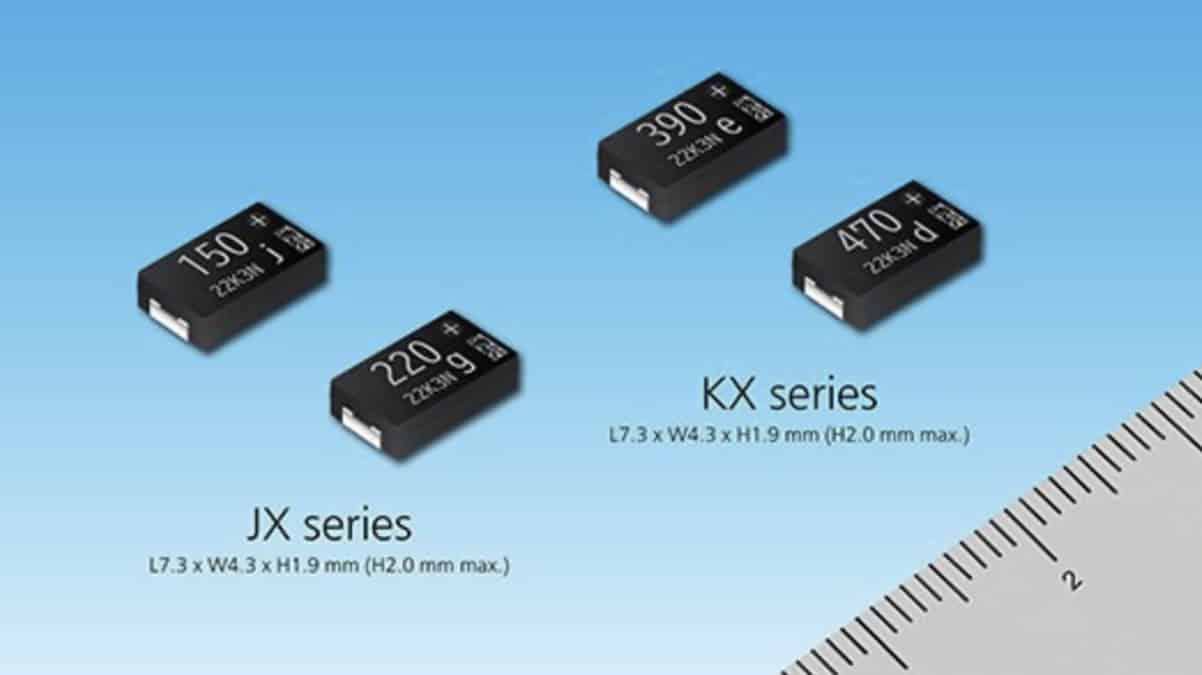 150 +
j
22K3N
220 +
g
22K3N
JX series
L7.3 x W4.3 x H1.9 mm (H2.0 mm max.)
390 +
e
22K3N
470 +
d
22K3N
KX series
L7.3 x W4.3 x H1.9 mm (H2.0 mm max.)
2